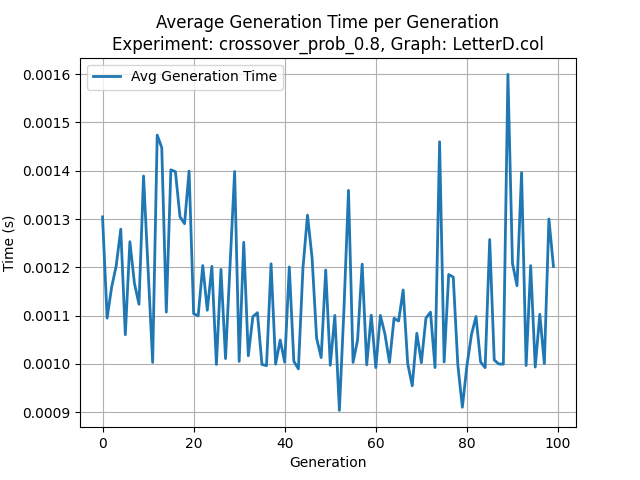 Average Generation Time per Generation
Experiment: crossover_prob_0.8, Graph: LetterD.col
Avg Generation Time
0.0016
0.0015
0.0014
0.0013
0.0012
0.0011
0.0010
0.0009
Time (s)
0 20 40 60 80 100
Generation